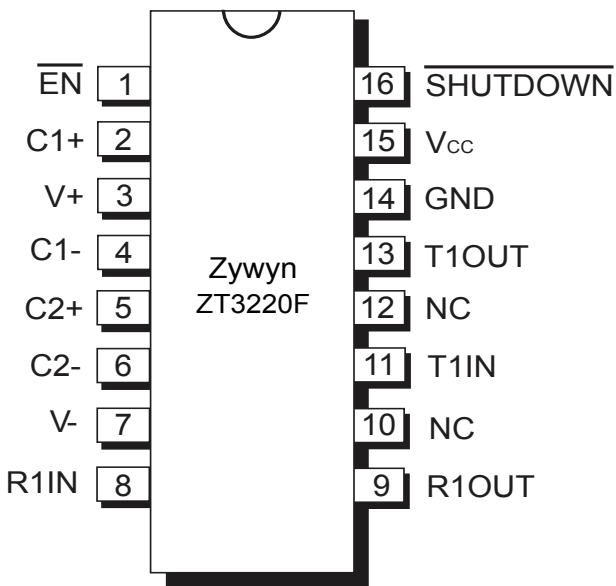 EN 1 16 SHUTDOWN
C1+ 2 15 VCC
V+ 3 14 GND
C1- 4 13 T1OUT
Zywyn
ZT3220F
C2+ 5 12 NC
C2- 6 11 T1IN
V- 7 10 NC
R1IN 8 9 R1OUT